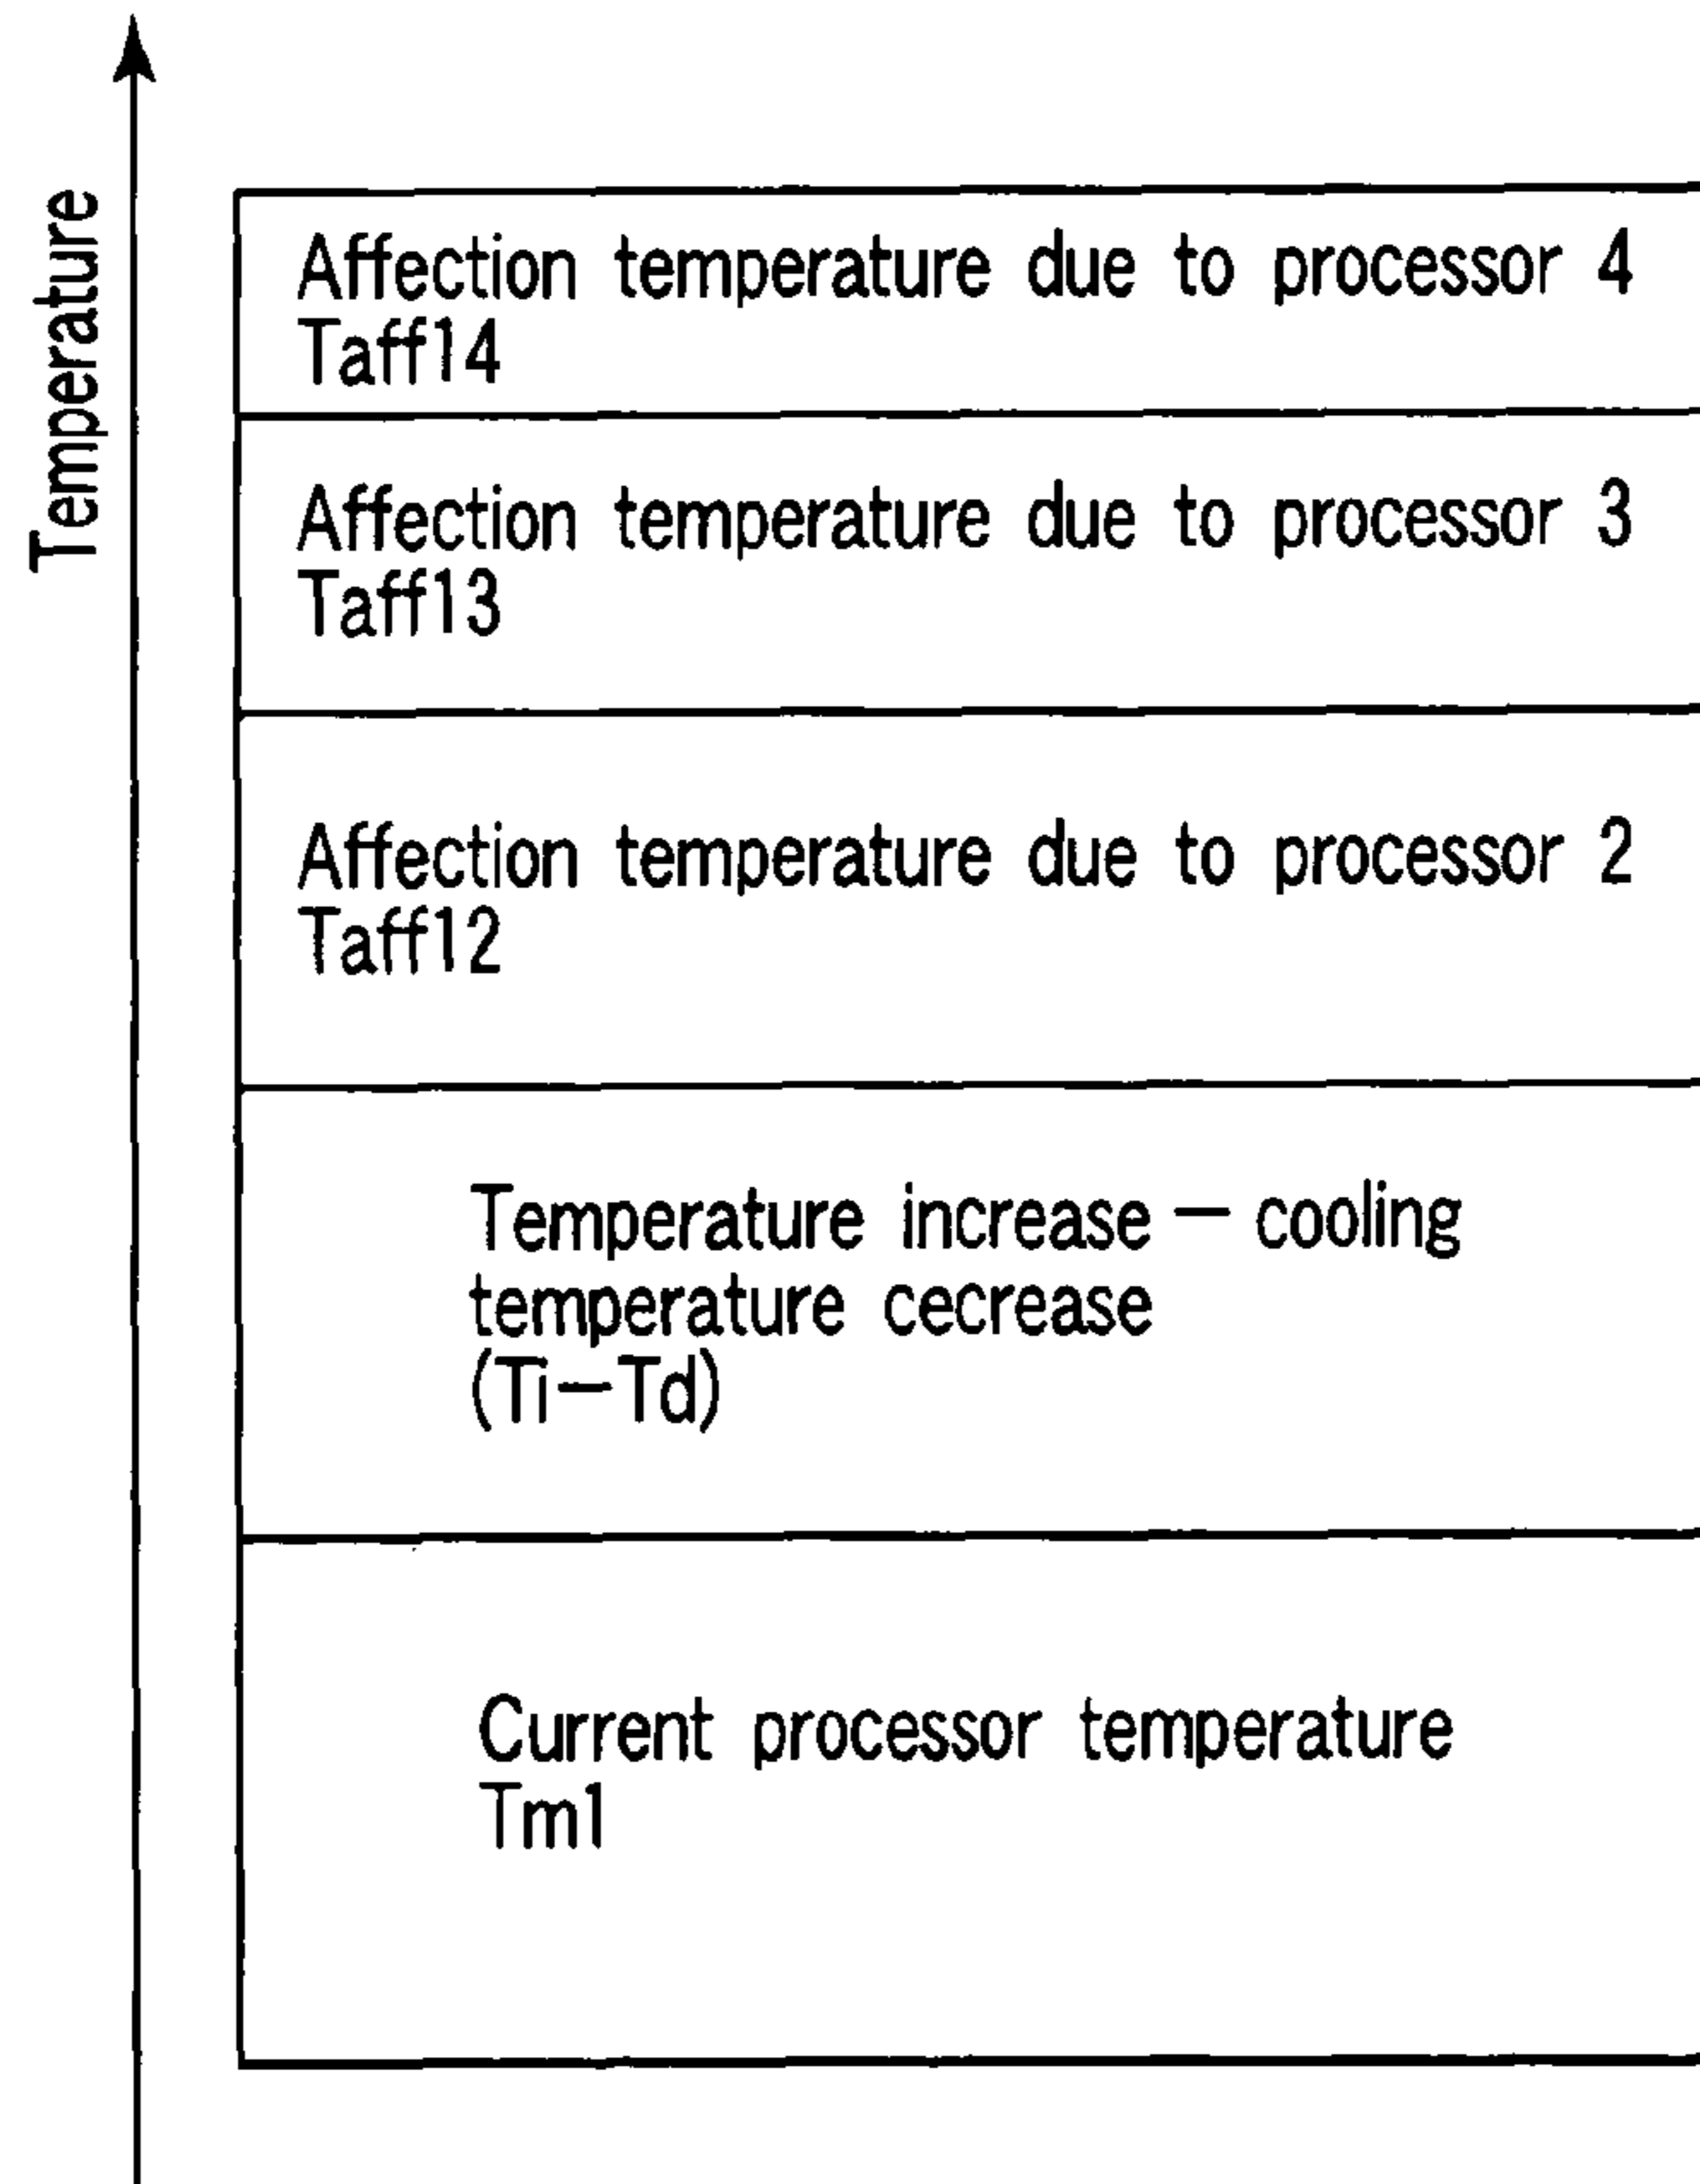 Temperature
Affection temperature due to processor 4
Taff14
Affection temperature due to processor 3
Taff13
Affection temperature due to processor 2
Taff12
Temperature increase — cooling
temperature cecrease
(Ti—Td)
Current processor temperature
Tm1